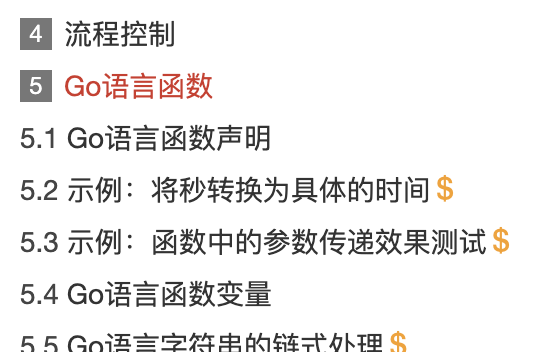 4 流程控制
5 Go语言函数
5.1 Go语言函数声明
5.2 示例：将秒转换为具体的时间 $
5.3 示例：函数中的参数传递效果测试 $
5.4 Go语言函数变量
5.5 Go语言字符串的链式处理 $